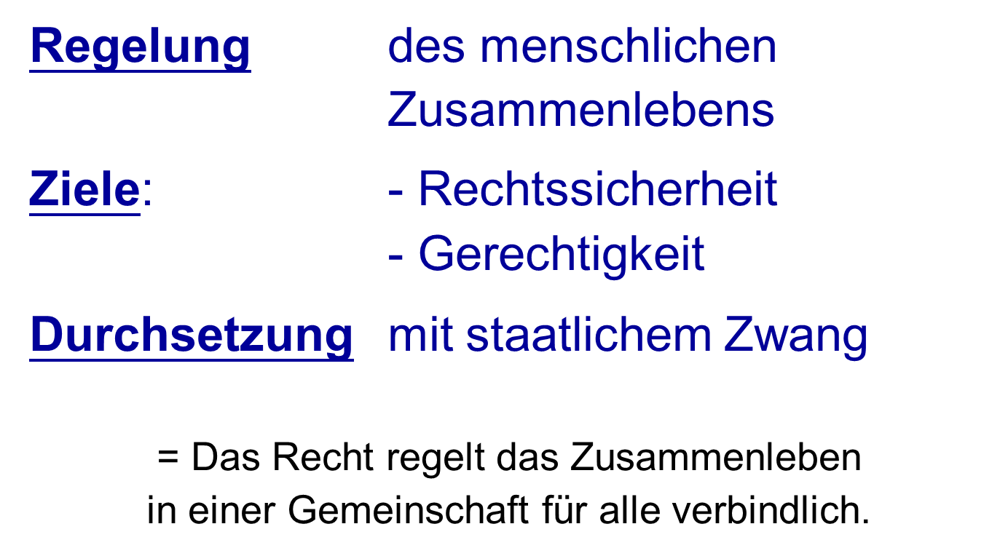 Regelung des menschlichen
Zusammenlebens
Ziele: - Rechtssicherheit
- Gerechtigkeit
Durchsetzung mit staatlichem Zwang
= Das Recht regelt das Zusammenleben
in einer Gemeinschaft für alle verbindlich.